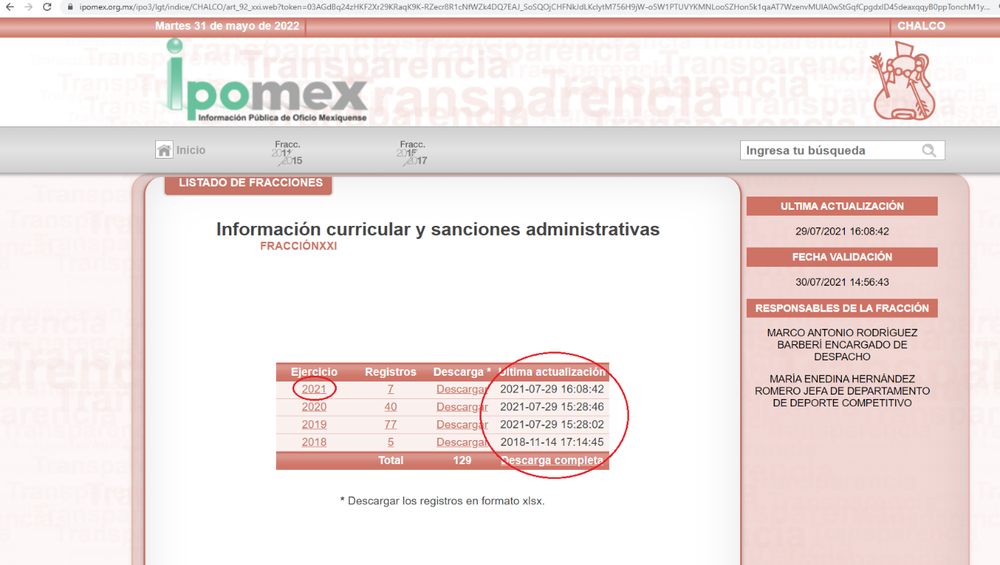 ipomex.org.mx/ipo3/lgt/indice/CHALCO/art_92_xxi.web?token=
Martes 31 de mayo de 2022
CHALCO
ipomex
Información Pública de Oficio Mexiquense
Transparencia
Inicio
Fracc.
2011
2015
Fracc.
2015
2017
Ingresa tu búsqueda
LISTADO DE FRACCIONES
Información curricular y sanciones administrativas
FRACCIÓNXXI
Ejercicio Registros Descarga * Ultima actualización
2021 7 Descargar 2021-07-29 16:08:42
2020 40 Descargar 2021-07-29 15:28:46
2019 77 Descargar 2021-07-29 15:28:02
2018 5 Descargar 2018-11-14 17:14:45
Total 129 Descarga completa
* Descargar los registros en formato xlsx.
ULTIMA ACTUALIZACIÓN
29/07/2021 16:08:42
FECHA VALIDACIÓN
30/07/2021 14:56:43
RESPONSABLES DE LA FRACCIÓN
MARCO ANTONIO RODRÍGUEZ
BARBERÍ ENCARGADO DE
DESPACHO
MARÍA ENEDINA HERNÁNDEZ
ROMERO JEFA DE DEPARTAMENTO
DE DEPORTE COMPETITIVO